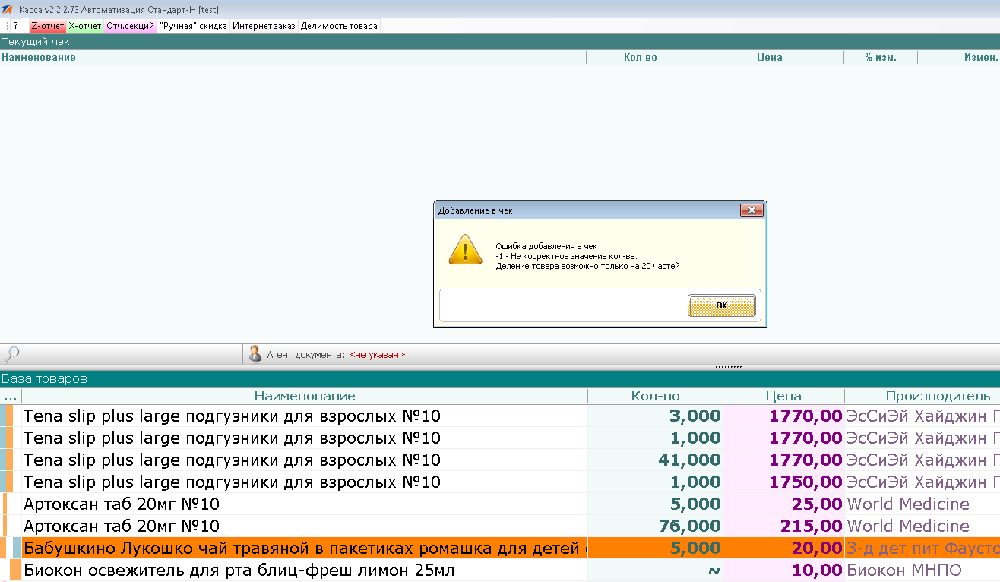 Касса v2.2.2.73 Автоматизация Стандарт-Н [test]
? Z-отчет X-отчет Отч.секций "Ручная" скидка Интернет заказ Делимость товара
Текущий чек
Наименование Кол-во Цена % изм. Измен.
Добавление в чек
Ошибка добавления в чек
-1 - Не корректное значение кол-ва.
Деление товара возможно только на 20 частей
ОК
Агент документа: <не указан>
База товаров
... Наименование Кол-во Цена Производитель
Tena slip plus large подгузники для взрослых №10 3,000 1770,00 ЭсСиЭй Хайджин
Tena slip plus large подгузники для взрослых №10 1,000 1770,00 ЭсСиЭй Хайджин
Tena slip plus large подгузники для взрослых №10 41,000 1770,00 ЭсСиЭй Хайджин
Tena slip plus large подгузники для взрослых №10 1,000 1750,00 ЭсСиЭй Хайджин
Артоксан таб 20мг №10 5,000 25,00 World Medicine
Артоксан таб 20мг №10 76,000 215,00 World Medicine
Бабушкино Лукошко чай травяной в пакетиках ромашка для детей 5,000 20,00 З-д дет пит Фаусто
Биокон освежитель для рта блиц-фреш лимон 25мл ~ 10,00 Биокон МНПО